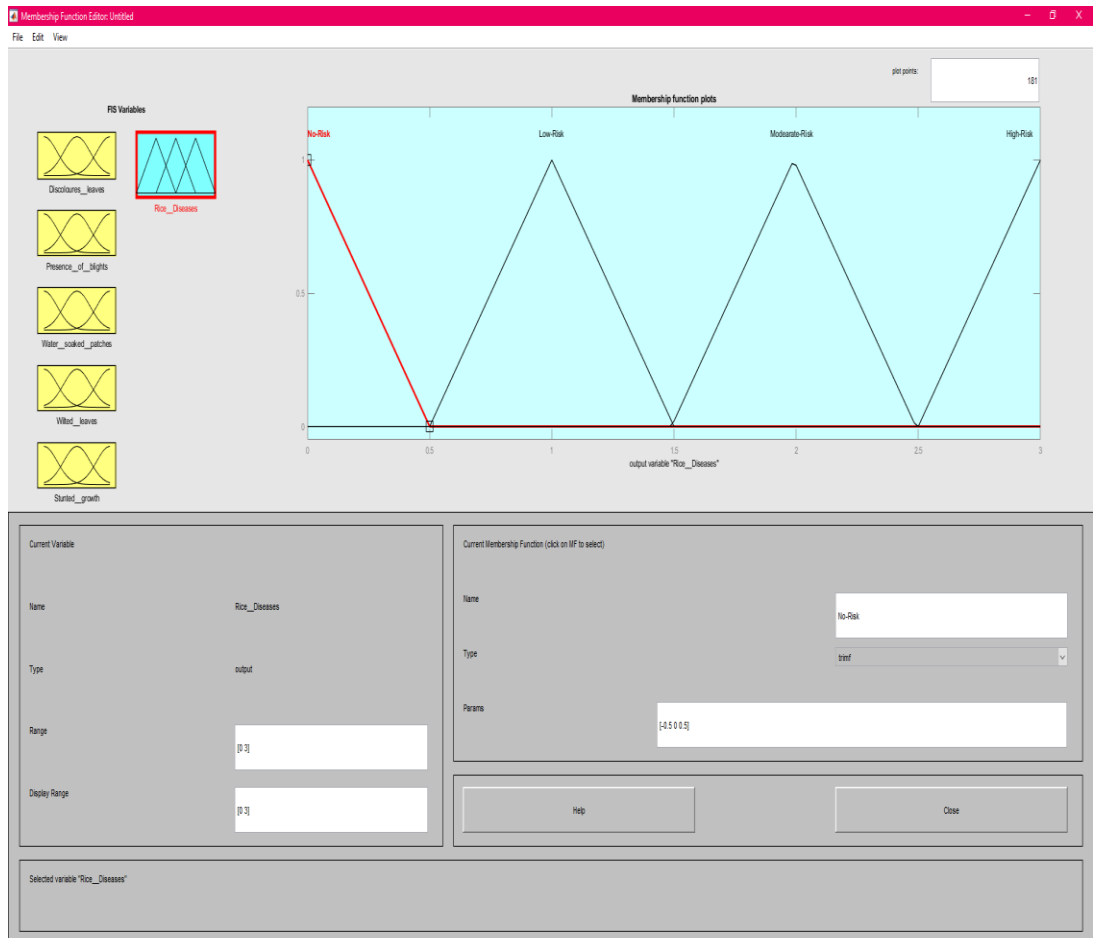 Membership Function Editor: Untitled
File Edit View
plot points:
181
FIS Variables
Discoloures__leaves
Rice__Diseases
Presence__of__blights
Water__soaked__patches
Wilted__leaves
Stunted__growth
Membership function plots
No-Risk
Low-Risk
Modearate-Risk
High-Risk
1
0.5
0
0 0.5 1 1.5 2 2.5 3
output variable "Rice__Diseases"
Current Variable
Name Rice__Diseases
Type output
Range [0 3]
Display Range [0 3]
Current Membership Function (click on MF to select)
Name No-Risk
Type trimf
Params [-0.5 0 0.5]
Help Close
Selected variable "Rice__Diseases"